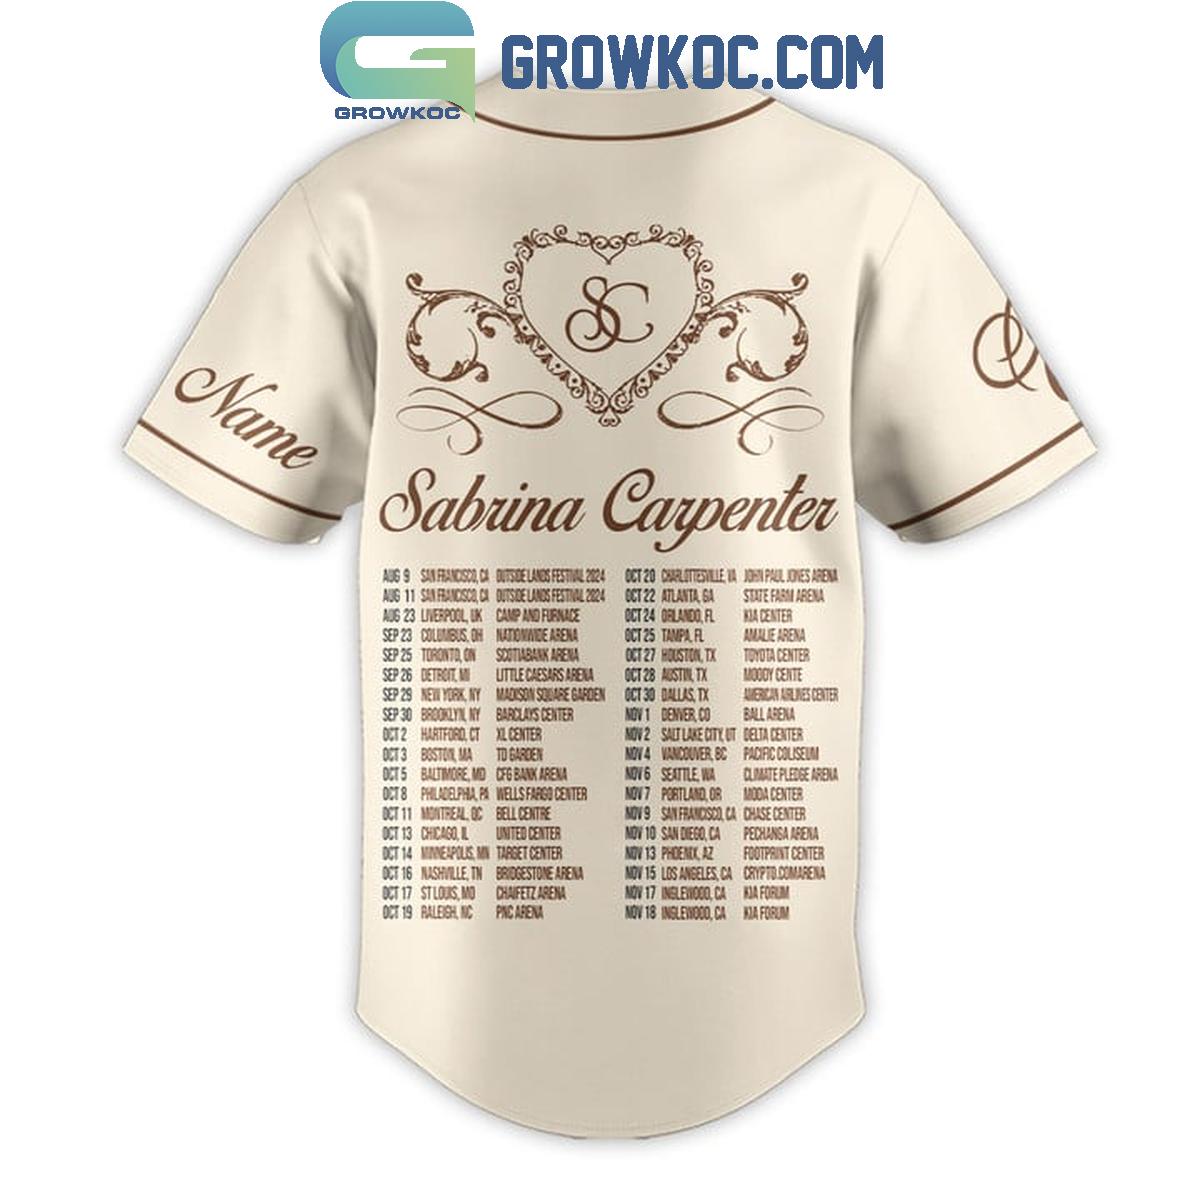 GROWKOC.COM
GROWKOC
SC
Name
Sabrina Carpenter
AUG 9 SAN FRANCISCO, CA OUTSIDE LANDS FESTIVAL 2024
AUG 11 SAN FRANCISCO, CA OUTSIDE LANDS FESTIVAL 2024
AUG 23 LIVERPOOL, UK CAMP AND FURNACE
SEP 23 COLUMBUS, OH NATIONWIDE ARENA
SEP 25 TORONTO, ON SCOTIABANK ARENA
SEP 26 DETROIT, MI LITTLE CAESARS ARENA
SEP 29 NEW YORK, NY MADISON SQUARE GARDEN
SEP 30 BROOKLYN, NY BARCLAYS CENTER
OCT 2 HARTFORD, CT XL CENTER
OCT 3 BOSTON, MA TD GARDEN
OCT 5 BALTIMORE, MD CFG BANK ARENA
OCT 8 PHILADELPHIA, PA WELLS FARGO CENTER
OCT 11 MONTREAL, QC BELL CENTRE
OCT 13 CHICAGO, IL UNITED CENTER
OCT 14 MINNEAPOLIS, MN TARGET CENTER
OCT 16 NASHVILLE, TN BRIDGESTONE ARENA
OCT 17 ST LOUIS, MO CHAIFETZ ARENA
OCT 19 RALEIGH, NC PNC ARENA
OCT 20 CHARLOTTESVILLE, VA JOHN PAUL JONES ARENA
OCT 22 ATLANTA, GA STATE FARM ARENA
OCT 24 ORLANDO, FL KIA CENTER
OCT 25 TAMPA, FL AMALIE ARENA
OCT 27 HOUSTON, TX TOYOTA CENTER
OCT 28 AUSTIN, TX MOODY CENTE
OCT 30 DALLAS, TX AMERICAN AIRLINES CENTER
NOV 1 DENVER, CO BALL ARENA
NOV 2 SALT LAKE CITY, UT DELTA CENTER
NOV 4 VANCOUVER, BC PACIFIC COLISEUM
NOV 6 SEATTLE, WA CLIMATE PLEDGE ARENA
NOV 7 PORTLAND, OR MODA CENTER
NOV 9 SAN FRANCISCO, CA CHASE CENTER
NOV 10 SAN DIEGO, CA PECHANGA ARENA
NOV 13 PHOENIX, AZ FOOTPRINT CENTER
NOV 15 LOS ANGELES, CA CRYPTO.COMARENA
NOV 17 INGLEWOOD, CA KIA FORUM
NOV 18 INGLEWOOD, CA KIA FORUM